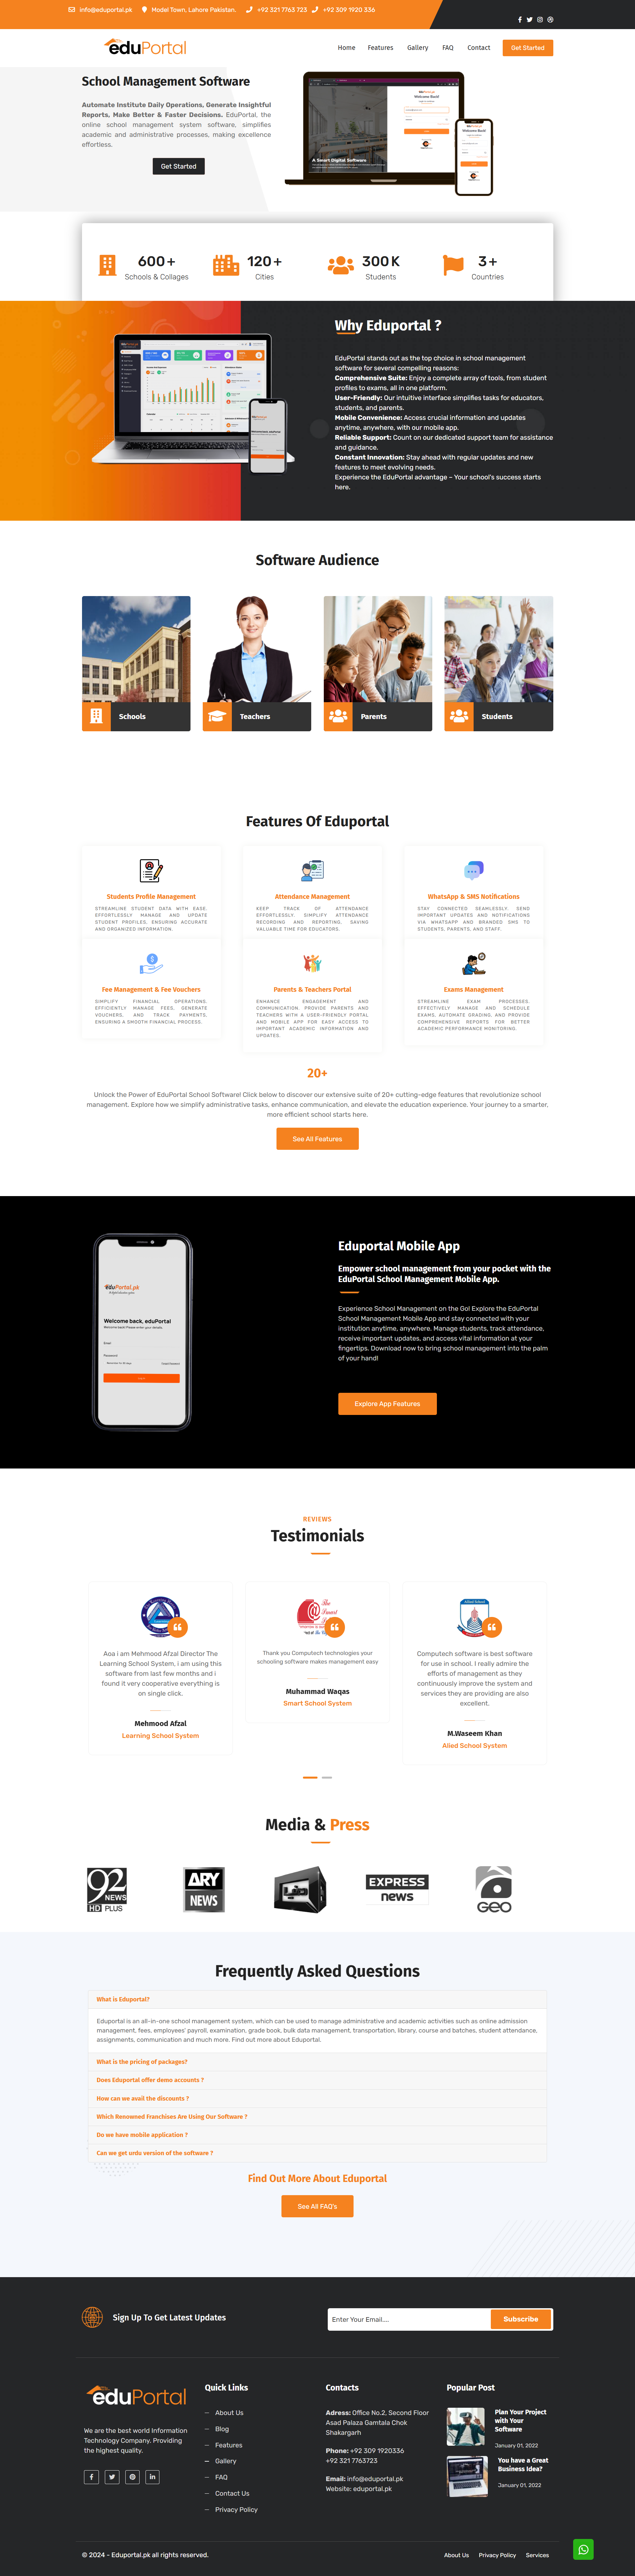 info@eduportal.pk Model Town, Lahore Pakistan. +92 321 7763 723 +92 309 1920 336
eduPortal
Home Features Gallery FAQ Contact Get Started
School Management Software
Automate Institute Daily Operations, Generate Insightful
Reports, Make Better & Faster Decisions. EduPortal, the
online school management system software, simplifies
academic and administrative processes, making excellence
effortless.
Get Started
Welcome Back!
A Smart Digital Software
600+
Schools & Collages
120+
Cities
300K
Students
3+
Countries
Why Eduportal ?
EduPortal stands out as the top choice in school management
software for several compelling reasons:
Comprehensive Suite: Enjoy a complete array of tools, from student
profiles to exams, all in one platform.
User-Friendly: Our intuitive interface simplifies tasks for educators,
students, and parents.
Mobile Convenience: Access crucial information and updates
anytime, anywhere, with our mobile app.
Reliable Support: Count on our dedicated support team for assistance
and guidance.
Constant Innovation: Stay ahead with regular updates and new
features to meet evolving needs.
Experience the EduPortal advantage – Your school's success starts
here.
Software Audience
Schools
Teachers
Parents
Students
Features Of Eduportal
Students Profile Management
STREAMLINE STUDENT DATA WITH EASE.
EFFORTLESSLY MANAGE AND UPDATE
STUDENT PROFILES, ENSURING ACCURATE
AND ORGANIZED INFORMATION.
Attendance Management
KEEP TRACK OF ATTENDANCE
EFFORTLESSLY. SIMPLIFY ATTENDANCE
RECORDING AND REPORTING, SAVING
VALUABLE TIME FOR EDUCATORS.
WhatsApp & SMS Notifications
STAY CONNECTED SEAMLESSLY. SEND
IMPORTANT UPDATES AND NOTIFICATIONS
VIA WHATSAPP AND BRANDED SMS TO
STUDENTS, PARENTS, AND STAFF.
Fee Management & Fee Vouchers
SIMPLIFY FINANCIAL OPERATIONS.
EFFICIENTLY MANAGE FEES, GENERATE
VOUCHERS, AND TRACK PAYMENTS,
ENSURING A SMOOTH FINANCIAL PROCESS.
Parents & Teachers Portal
ENHANCE ENGAGEMENT AND
COMMUNICATION. PROVIDE PARENTS AND
TEACHERS WITH A USER-FRIENDLY PORTAL
AND MOBILE APP FOR EASY ACCESS TO
IMPORTANT ACADEMIC INFORMATION AND
UPDATES.
Exams Management
STREAMLINE EXAM PROCESSES.
EFFECTIVELY MANAGE AND SCHEDULE
EXAMS, AUTOMATE GRADING, AND PROVIDE
COMPREHENSIVE REPORTS FOR BETTER
ACADEMIC PERFORMANCE MONITORING.
20+
Unlock the Power of EduPortal School Software! Click below to discover our extensive suite of 20+ cutting-edge features that revolutionize school
management. Explore how we simplify administrative tasks, enhance communication, and elevate the education experience. Your journey to a smarter,
more efficient school starts here.
See All Features
EduPortal.pk
Welcome back, eduPortal
Eduportal Mobile App
Empower school management from your pocket with the
EduPortal School Management Mobile App.
Experience School Management on the Go! Explore the EduPortal
School Management Mobile App and stay connected with your
institution anytime, anywhere. Manage students, track attendance,
receive important updates, and access vital information at your
fingertips. Download now to bring school management into the palm
of your hand!
Explore App Features
REVIEWS
Testimonials
Aoa i am Mehmood Afzal Director The
Learning School System, i am using this
software from last few months and i
found it very cooperative everything is
on single click.
Mehmood Afzal
Learning School System
Thank you Computech technologies your
schooling software makes management easy
Muhammad Waqas
Smart School System
Computech software is best software
for use in school. I really admire the
efforts of management as they
continuously improve the system and
services they are providing are also
excellent.
M.Waseem Khan
Alied School System
Media & Press
92 NEWS HD PLUS
ARY NEWS
EXPRESS news
GEO
Frequently Asked Questions
What is Eduportal?
Eduportal is an all-in-one school management system, which can be used to manage administrative and academic activities such as online admission
management, fees, employees' payroll, examination, grade book, bulk data management, transportation, library, course and batches, student attendance,
assignments, communication and much more. Find out more about Eduportal.
What is the pricing of packages?
Does Eduportal offer demo accounts ?
How can we avail the discounts ?
Which Renowned Franchises Are Using Our Software ?
Do we have mobile application ?
Can we get urdu version of the software ?
Find Out More About Eduportal
See All FAQ's
Sign Up To Get Latest Updates
Enter Your Email.... Subscribe
eduPortal
We are the best world Information
Technology Company. Providing
the highest quality.
Quick Links
About Us
Blog
Features
Gallery
FAQ
Contact Us
Privacy Policy
Contacts
Adress: Office No.2, Second Floor
Asad Palaza Gamtala Chok
Shakargarh
Phone: +92 309 1920336
+92 321 7763723
Email: info@eduportal.pk
Website: eduportal.pk
Popular Post
Plan Your Project
with Your
Software
January 01, 2022
You have a Great
Business Idea?
January 01, 2022
© 2024 - Eduportal.pk all rights reserved.
About Us Privacy Policy Services